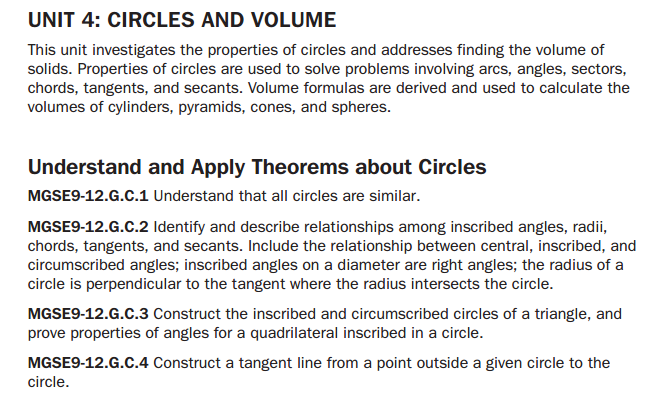 UNIT 4: CIRCLES AND VOLUME
This unit investigates the properties of circles and addresses finding the volume of
solids. Properties of circles are used to solve problems involving arcs, angles, sectors,
chords, tangents, and secants. Volume formulas are derived and used to calculate the
volumes of cylinders, pyramids, cones, and spheres.
Understand and Apply Theorems about Circles
MGSE9-12.G.C.1 Understand that all circles are similar.
MGSE9-12.G.C.2 Identify and describe relationships among inscribed angles, radii,
chords, tangents, and secants. Include the relationship between central, inscribed, and
circumscribed angles; inscribed angles on a diameter are right angles; the radius of a
circle is perpendicular to the tangent where the radius intersects the circle.
MGSE9-12.G.C.3 Construct the inscribed and circumscribed circles of a triangle, and
prove properties of angles for a quadrilateral inscribed in a circle.
MGSE9-12.G.C.4 Construct a tangent line from a point outside a given circle to the
circle.